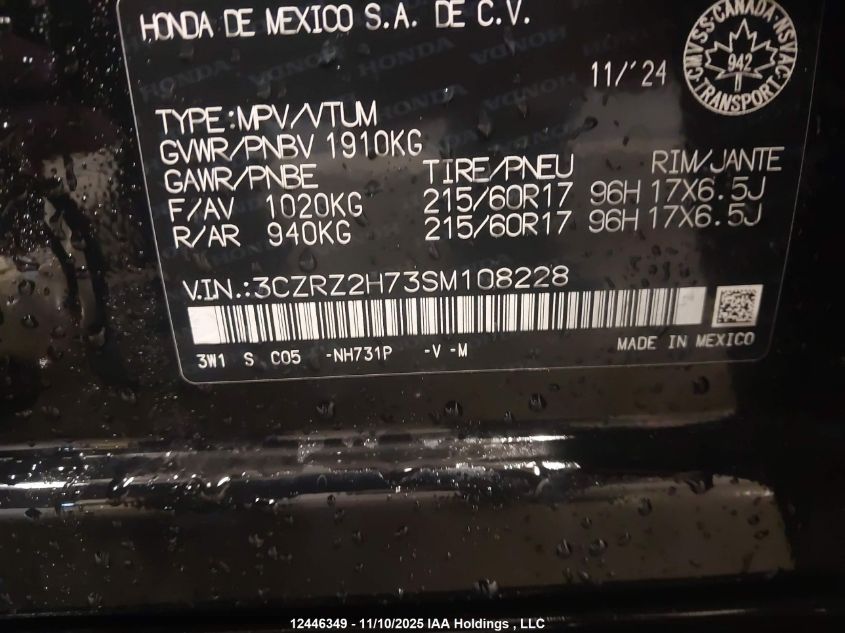 HONDA DE MEXICO S.A. DE C.V.
11/'24
CMVSS-CANADA-NSVAC
942
TRANSPORT
TYPE:MPV/VTUM
GVWR/PNBV 1910KG
GAWR/PNBE TIRE/PNEU RIM/JANTE
F/AV 1020KG 215/60R17 96H 17X6.5J
R/AR 940KG 215/60R17 96H 17X6.5J
V.IN.:3CZRZ2H73SM108228
3W1 S C05 -NH731P -V -M MADE IN MEXICO
12446349 - 11/10/2025 IAA Holdings , LLC